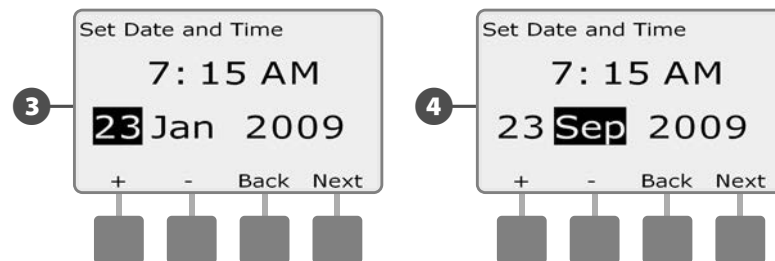 Set Date and Time
7: 15 AM
3
23 Jan 2009
+ - Back Next
Set Date and Time
7: 15 AM
4
23 Sep 2009
+ - Back Next